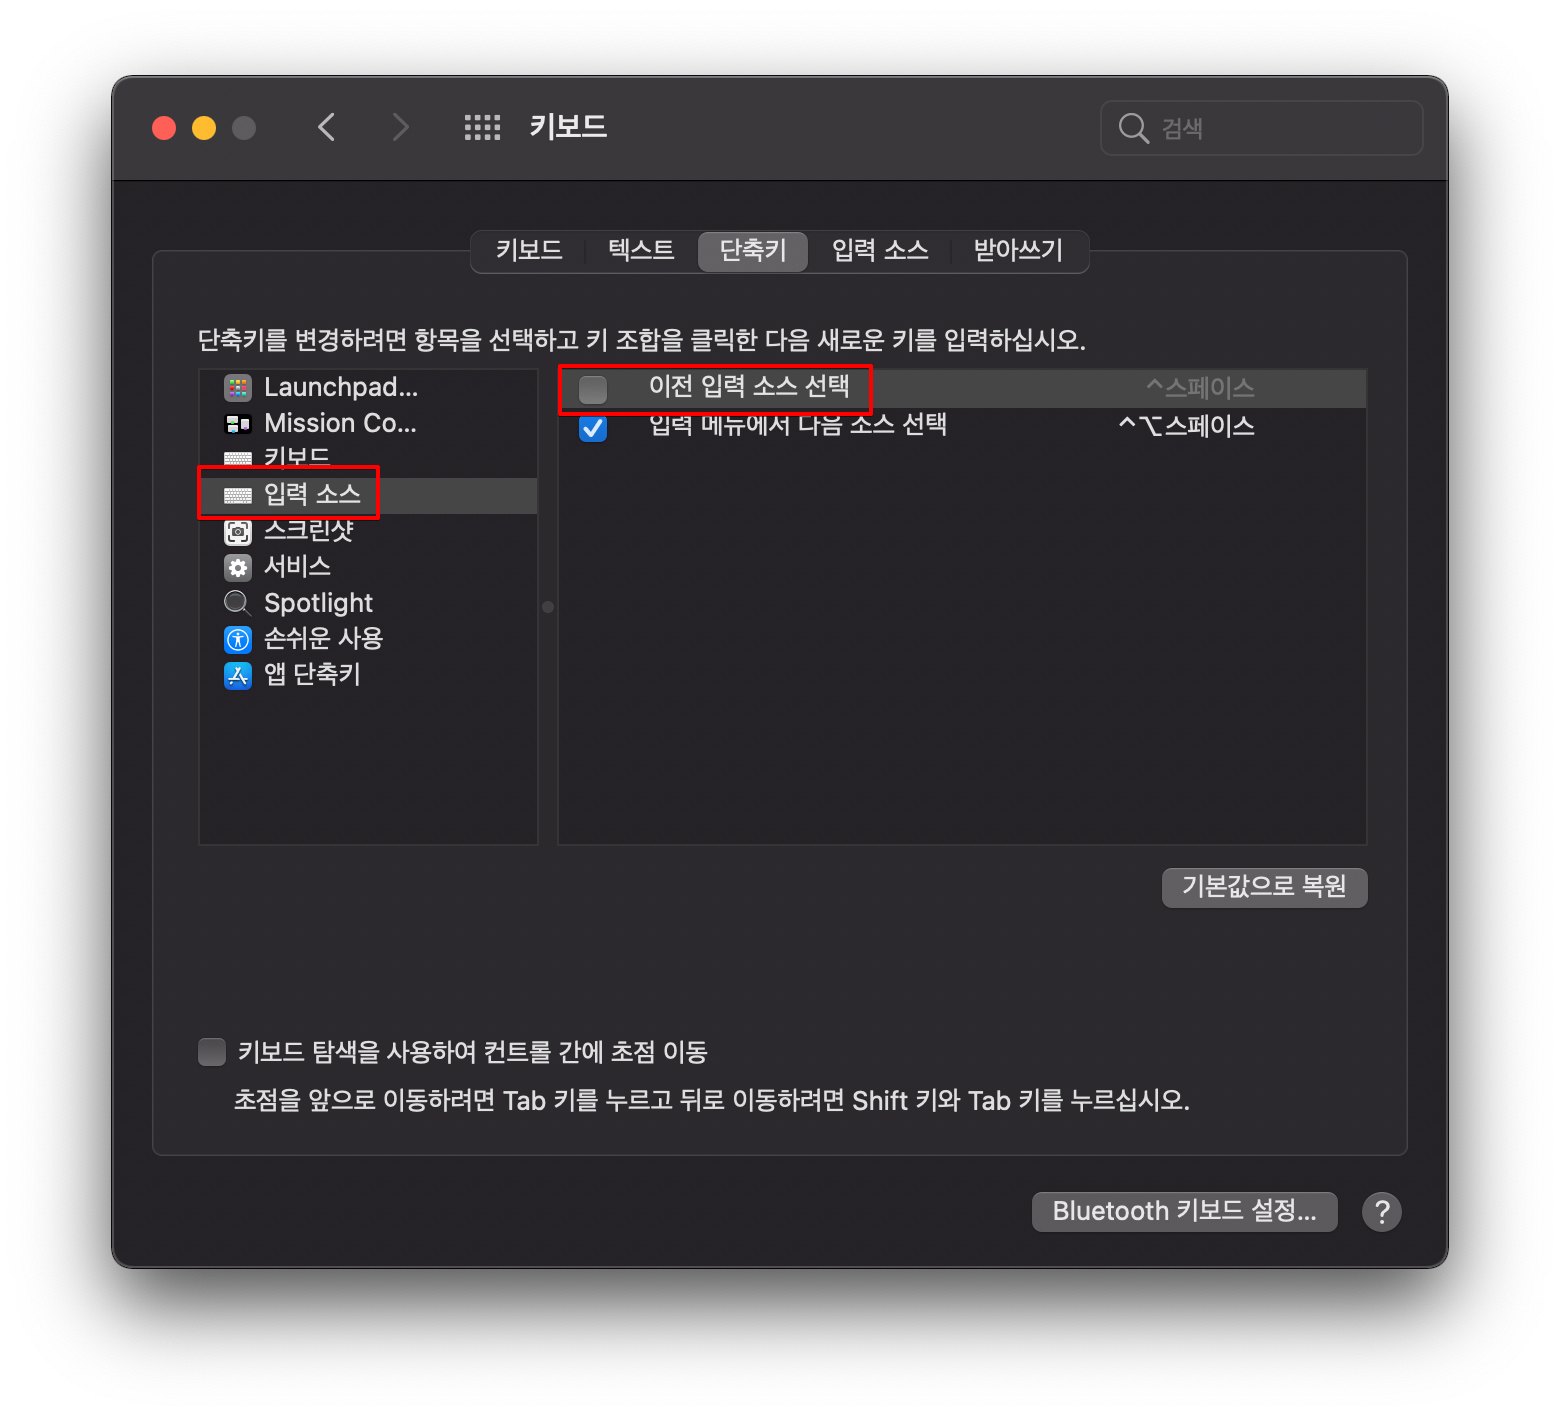 키보드
검색
키보드 텍스트 단축키 입력 소스 받아쓰기
단축키를 변경하려면 항목을 선택하고 키 조합을 클릭한 다음 새로운 키를 입력하십시오.
Launchpad...
Mission Co...
키보드
입력 소스
스크린샷
서비스
Spotlight
손쉬운 사용
앱 단축키
이전 입력 소스 선택 ^스페이스
입력 메뉴에서 다음 소스 선택 ^⌥스페이스
기본값으로 복원
키보드 탐색을 사용하여 컨트롤 간에 초점 이동
초점을 앞으로 이동하려면 Tab 키를 누르고 뒤로 이동하려면 Shift 키와 Tab 키를 누르십시오.
Bluetooth 키보드 설정... ?